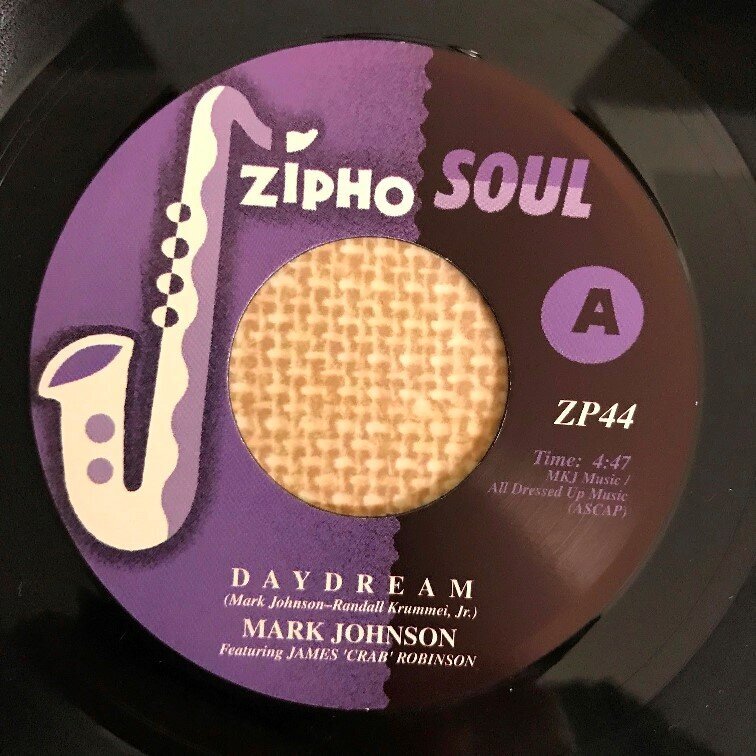 ZIPHO SOUL
A
ZP44
Time: 4:47
MKJ Music /
All Dressed Up Music
(ASCAP)
DAYDREAM
(Mark Johnson–Randall Krummei, Jr.)
MARK JOHNSON
Featuring JAMES 'CRAB' ROBINSON